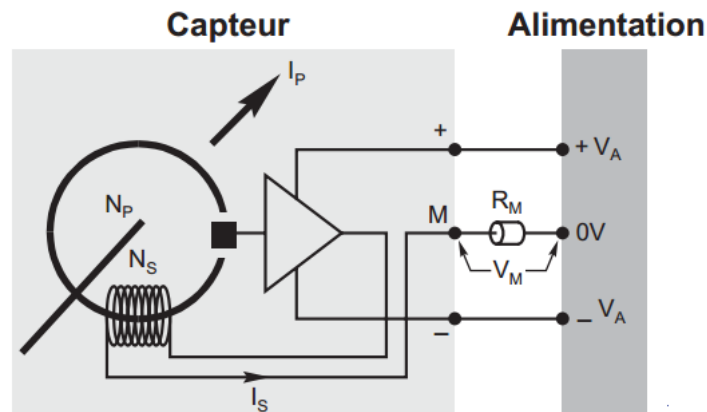 Capteur
Alimentation
I_P
+
+ V_A
N_P
R_M
M
0V
N_S
V_M
–
– V_A
I_S